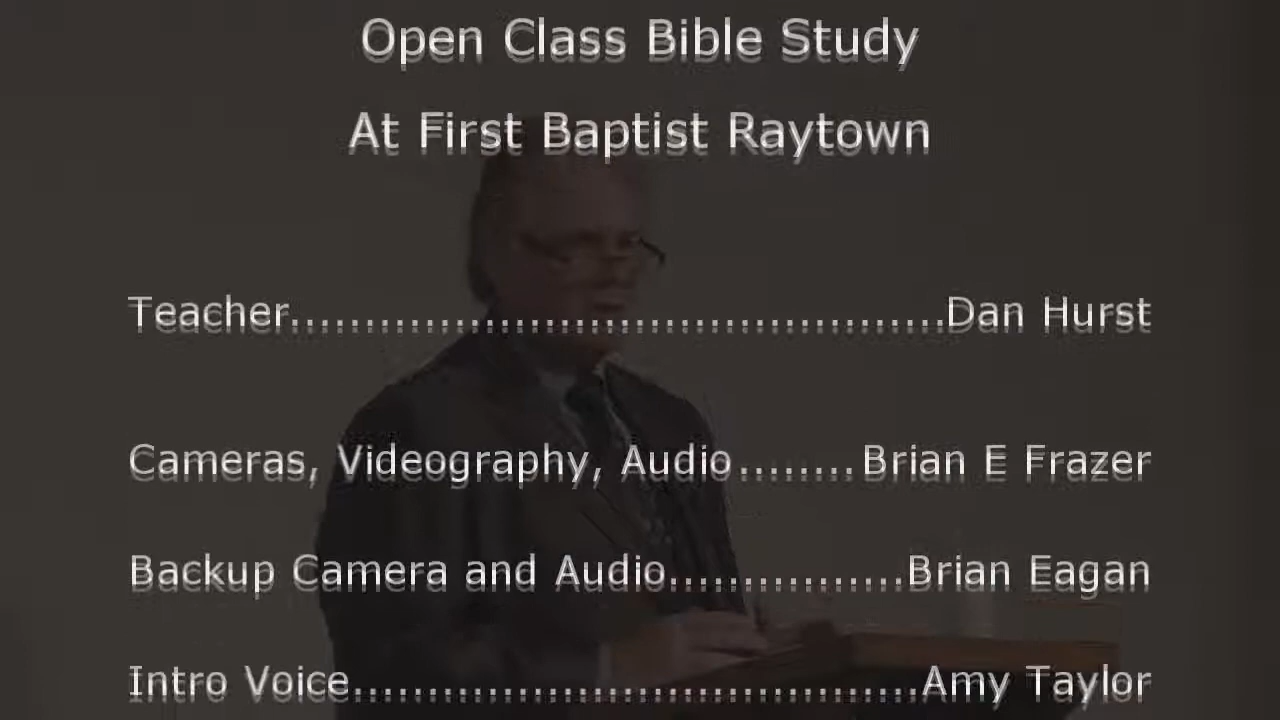 Open Class Bible Study
At First Baptist Raytown
Teacher............................................Dan Hurst
Cameras, Videography, Audio........Brian E Frazer
Backup Camera and Audio................Brian Eagan
Intro Voice......................................Amy Taylor